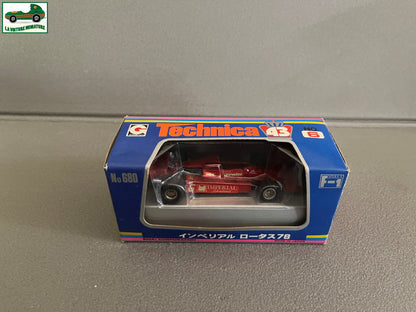 LA VOITURE MINIATURE
G Technica 43 NO 6
No 680
IMPERIAL
F-1
インペリアル ロータス78